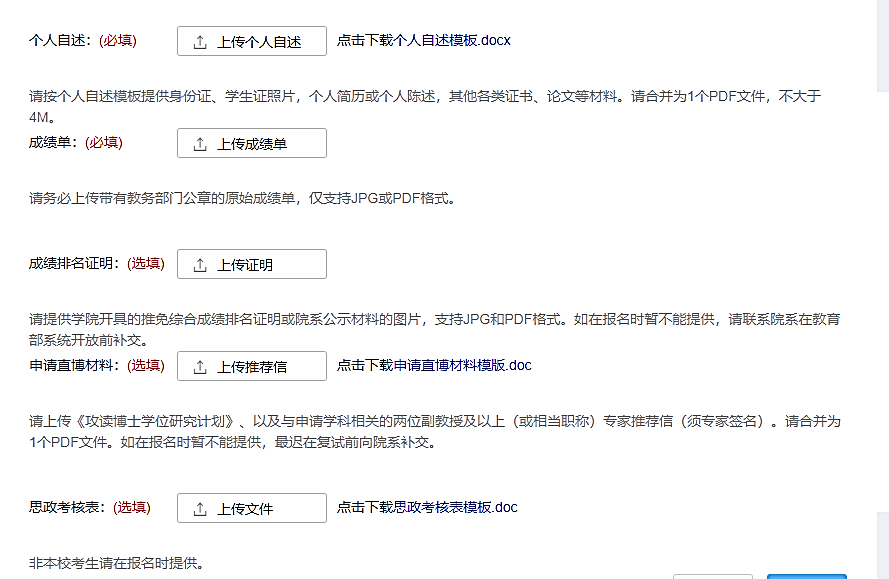 个人自述：(必填) 上传个人自述 点击下载个人自述模板.docx
请按个人自述模板提供身份证、学生证照片，个人简历或个人陈述，其他各类证书、论文等材料。请合并为1个PDF文件，不大于
4M。
成绩单：(必填) 上传成绩单
请务必上传带有教务部门公章的原始成绩单，仅支持JPG或PDF格式。
成绩排名证明：(选填) 上传证明
请提供学院开具的推免综合成绩排名证明或院系公示材料的图片，支持JPG和PDF格式。如在报名时暂不能提供，请联系院系在教育
部系统开放前补交。
申请直博材料：(选填) 上传推荐信 点击下载申请直博材料模版.doc
请上传《攻读博士学位研究计划》、以及与申请学科相关的两位副教授及以上（或相当职称）专家推荐信（须专家签名）。请合并为
1个PDF文件。如在报名时暂不能提供，最迟在复试前向院系补交。
思政考核表：(选填) 上传文件 点击下载思政考核表模板.doc
非本校考生请在报名时提供。